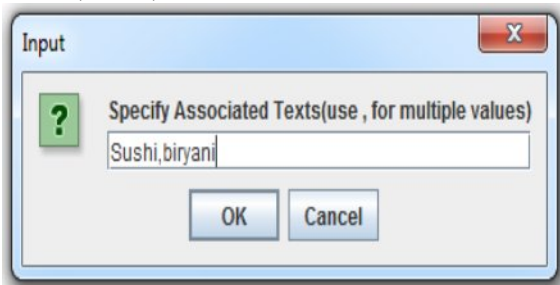 Input
X
?
Specify Associated Texts(use , for multiple values)
Sushi,biryani
OK Cancel